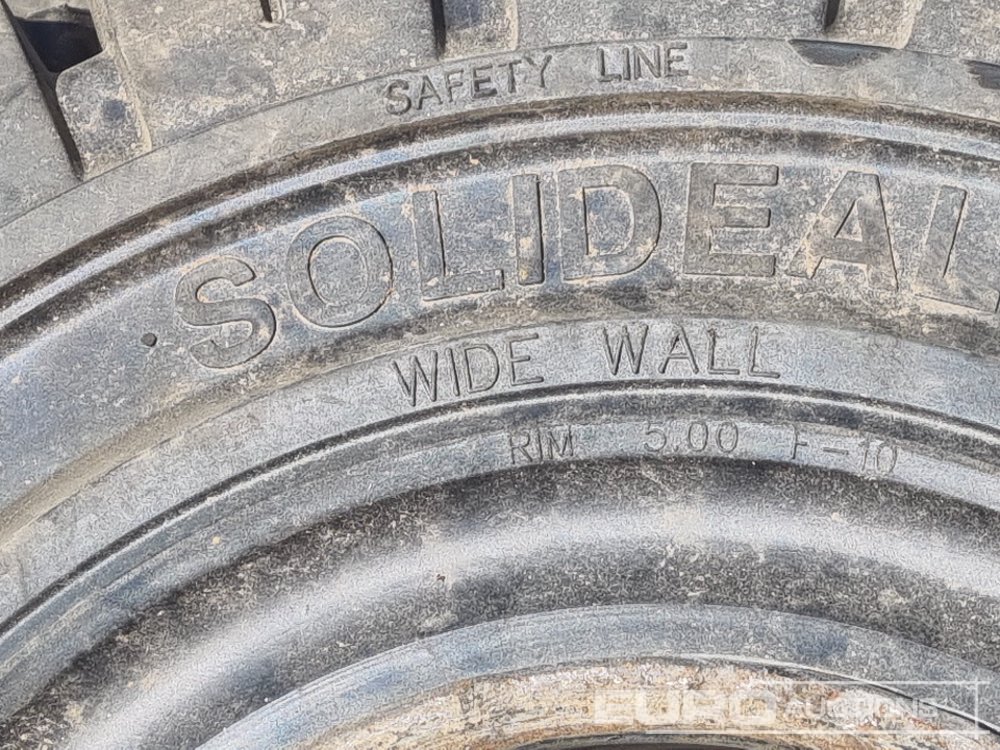 SAFETY LINE
SOLIDEAL
WIDE WALL
RIM 5.00 F-10
EURO AUCTIONS